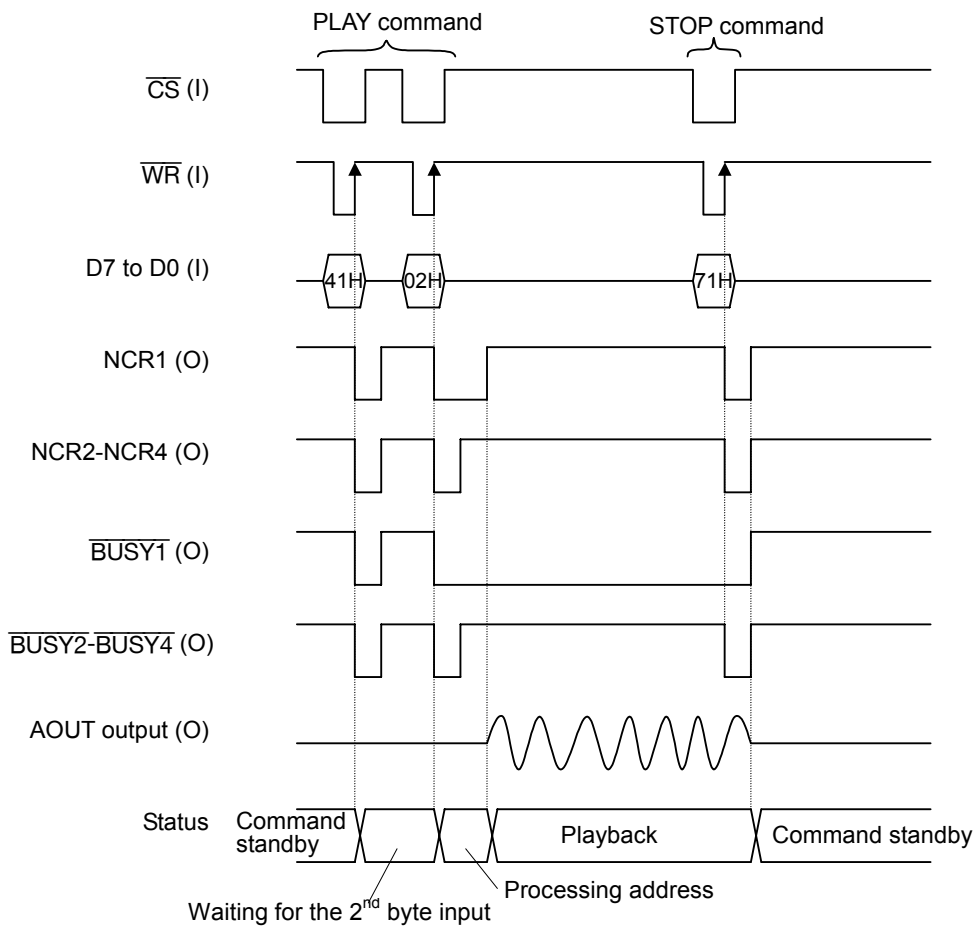 PLAY command
STOP command
CS (I)
WR (I)
D7 to D0 (I)
41H
02H
71H
NCR1 (O)
NCR2-NCR4 (O)
BUSY1 (O)
BUSY2-BUSY4 (O)
AOUT output (O)
Status
Command
standby
Playback
Command standby
Processing address
Waiting for the 2nd byte input